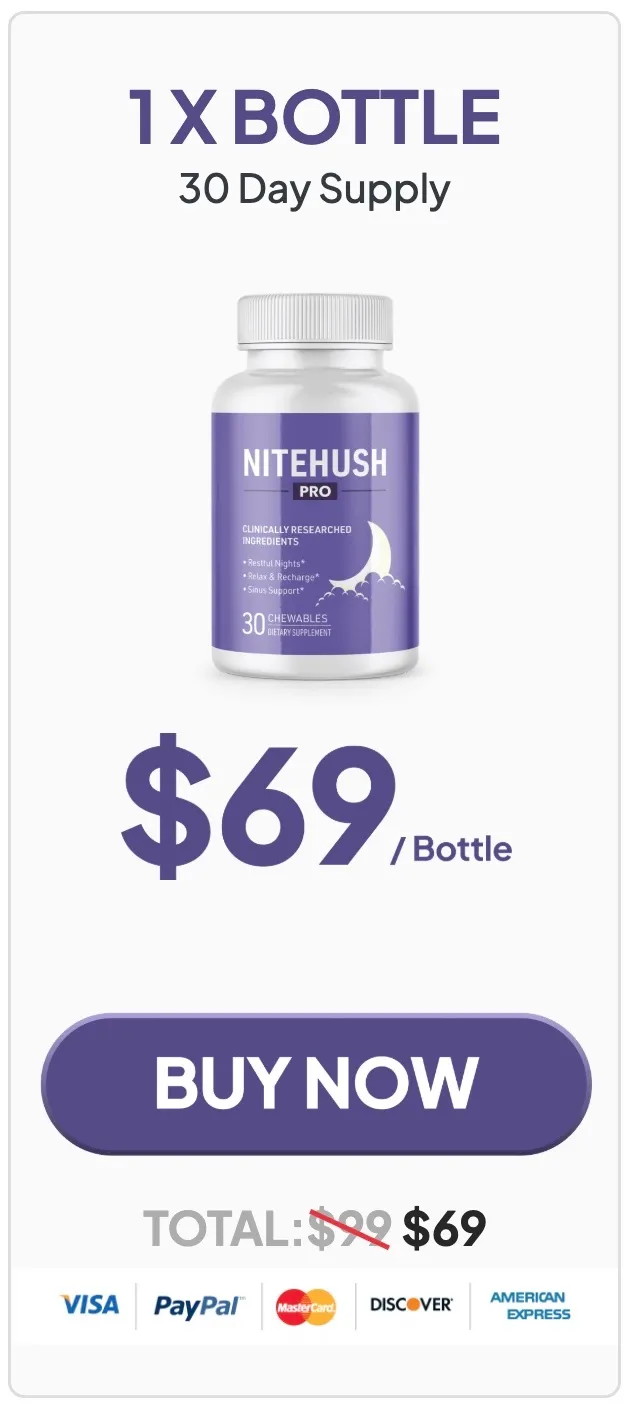 1 X BOTTLE
30 Day Supply
NITEHUSH
PRO
CLINICALLY RESEARCHED
INGREDIENTS
• Restful Nights*
• Relax & Recharge*
• Sinus Support*
30 CHEWABLES
DIETARY SUPPLEMENT
$69 / Bottle
BUY NOW
TOTAL: $99 $69
VISA PayPal™ MasterCard. DISCOVER® AMERICAN EXPRESS